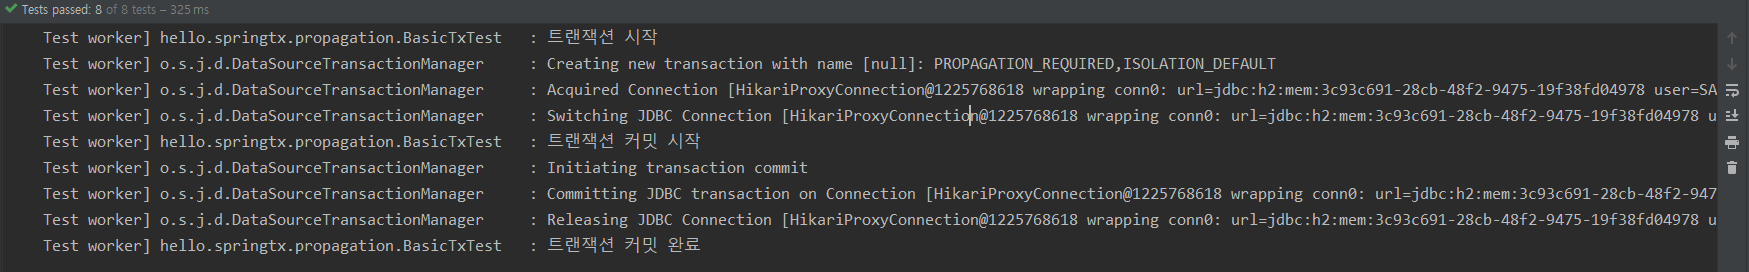 Tests passed: 8 of 8 tests – 325 ms
Test worker] hello.springtx.propagation.BasicTxTest : 트랜잭션 시작
Test worker] o.s.j.d.DataSourceTransactionManager : Creating new transaction with name [null]: PROPAGATION_REQUIRED,ISOLATION_DEFAULT
Test worker] o.s.j.d.DataSourceTransactionManager : Acquired Connection [HikariProxyConnection@1225768618 wrapping conn0: url=jdbc:h2:mem:3c93c691-28cb-48f2-9475-19f38fd04978 user=SA
Test worker] o.s.j.d.DataSourceTransactionManager : Switching JDBC Connection [HikariProxyConnection@1225768618 wrapping conn0: url=jdbc:h2:mem:3c93c691-28cb-48f2-9475-19f38fd04978 u
Test worker] hello.springtx.propagation.BasicTxTest : 트랜잭션 커밋 시작
Test worker] o.s.j.d.DataSourceTransactionManager : Initiating transaction commit
Test worker] o.s.j.d.DataSourceTransactionManager : Committing JDBC transaction on Connection [HikariProxyConnection@1225768618 wrapping conn0: url=jdbc:h2:mem:3c93c691-28cb-48f2-947
Test worker] o.s.j.d.DataSourceTransactionManager : Releasing JDBC Connection [HikariProxyConnection@1225768618 wrapping conn0: url=jdbc:h2:mem:3c93c691-28cb-48f2-9475-19f38fd04978 u
Test worker] hello.springtx.propagation.BasicTxTest : 트랜잭션 커밋 완료